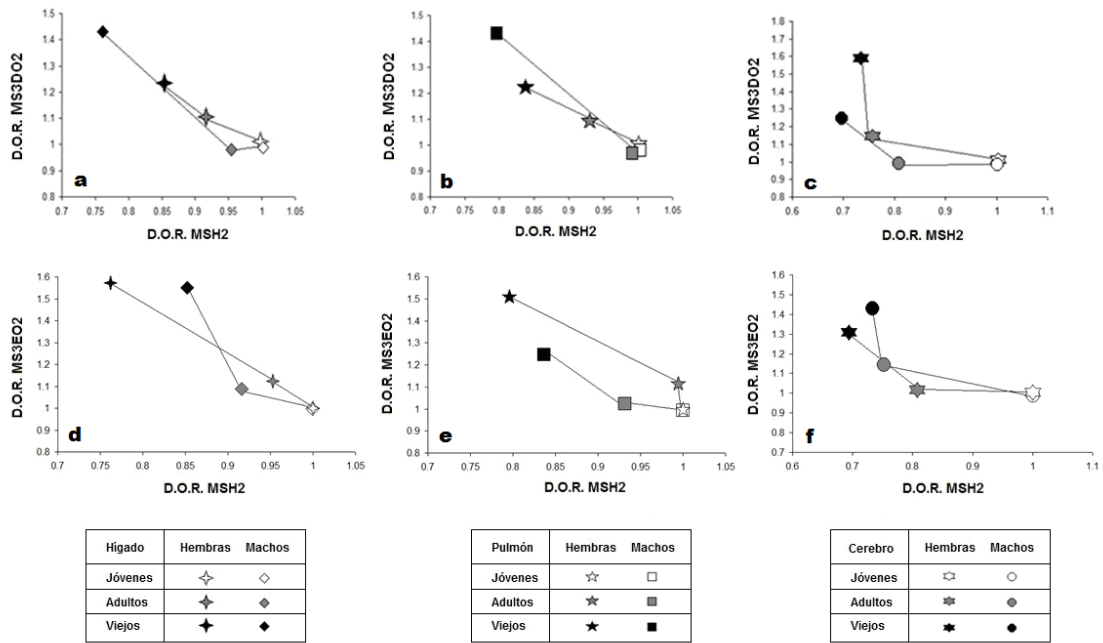 D.O.R. MS3DO2
1.5
1.4
1.3
1.2
1.1
1
0.9
0.8
a
0.7 0.75 0.8 0.85 0.9 0.95 1 1.05
D.O.R. MSH2
D.O.R. MS3DO2
1.5
1.4
1.3
1.2
1.1
1
0.9
0.8
b
0.7 0.75 0.8 0.85 0.9 0.95 1 1.05
D.O.R. MSH2
D.O.R. MS3DO2
1.8
1.7
1.6
1.5
1.4
1.3
1.2
1.1
1
0.9
0.8
c
0.6 0.7 0.8 0.9 1 1.1
D.O.R. MSH2
D.O.R. MS3EO2
1.6
1.5
1.4
1.3
1.2
1.1
1
0.9
0.8
d
0.7 0.75 0.8 0.85 0.9 0.95 1 1.05
D.O.R. MSH2
D.O.R. MS3EO2
1.6
1.5
1.4
1.3
1.2
1.1
1
0.9
0.8
e
0.7 0.75 0.8 0.85 0.9 0.95 1 1.05
D.O.R. MSH2
D.O.R. MS3EO2
1.6
1.5
1.4
1.3
1.2
1.1
1
0.9
0.8
0.7
f
0.6 0.7 0.8 0.9 1 1.1
D.O.R. MSH2
Hígado Hembras Machos
Jóvenes
Adultos
Viejos
Pulmón Hembras Machos
Jóvenes
Adultos
Viejos
Cerebro Hembras Machos
Jóvenes
Adultos
Viejos